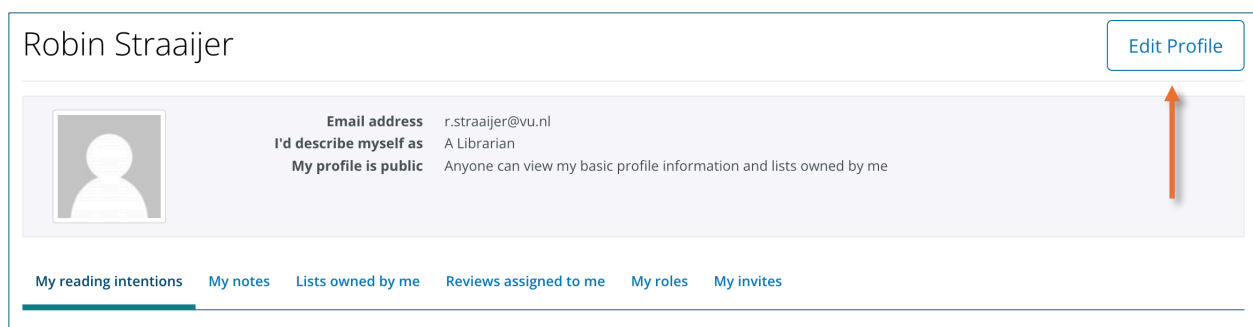 Robin Straaijer
Edit Profile
Email address r.straaijer@vu.nl
I'd describe myself as A Librarian
My profile is public Anyone can view my basic profile information and lists owned by me
My reading intentions My notes Lists owned by me Reviews assigned to me My roles My invites